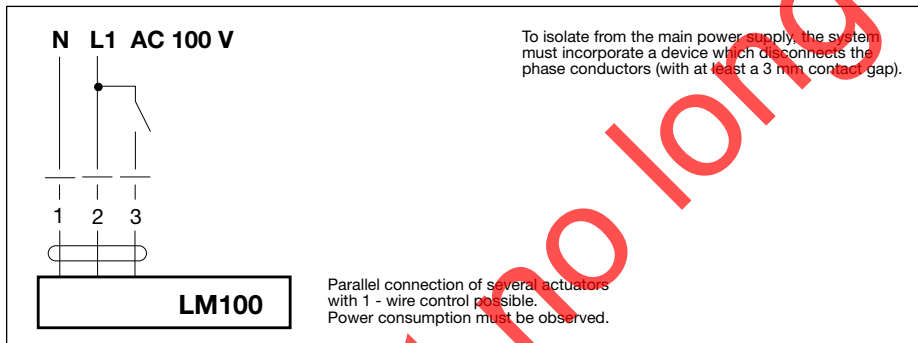 N L1 AC 100 V
To isolate from the main power supply, the system
must incorporate a device which disconnects the
phase conductors (with at least a 3 mm contact gap).
1 2 3
LM100
Parallel connection of several actuators
with 1 - wire control possible.
Power consumption must be observed.
no long